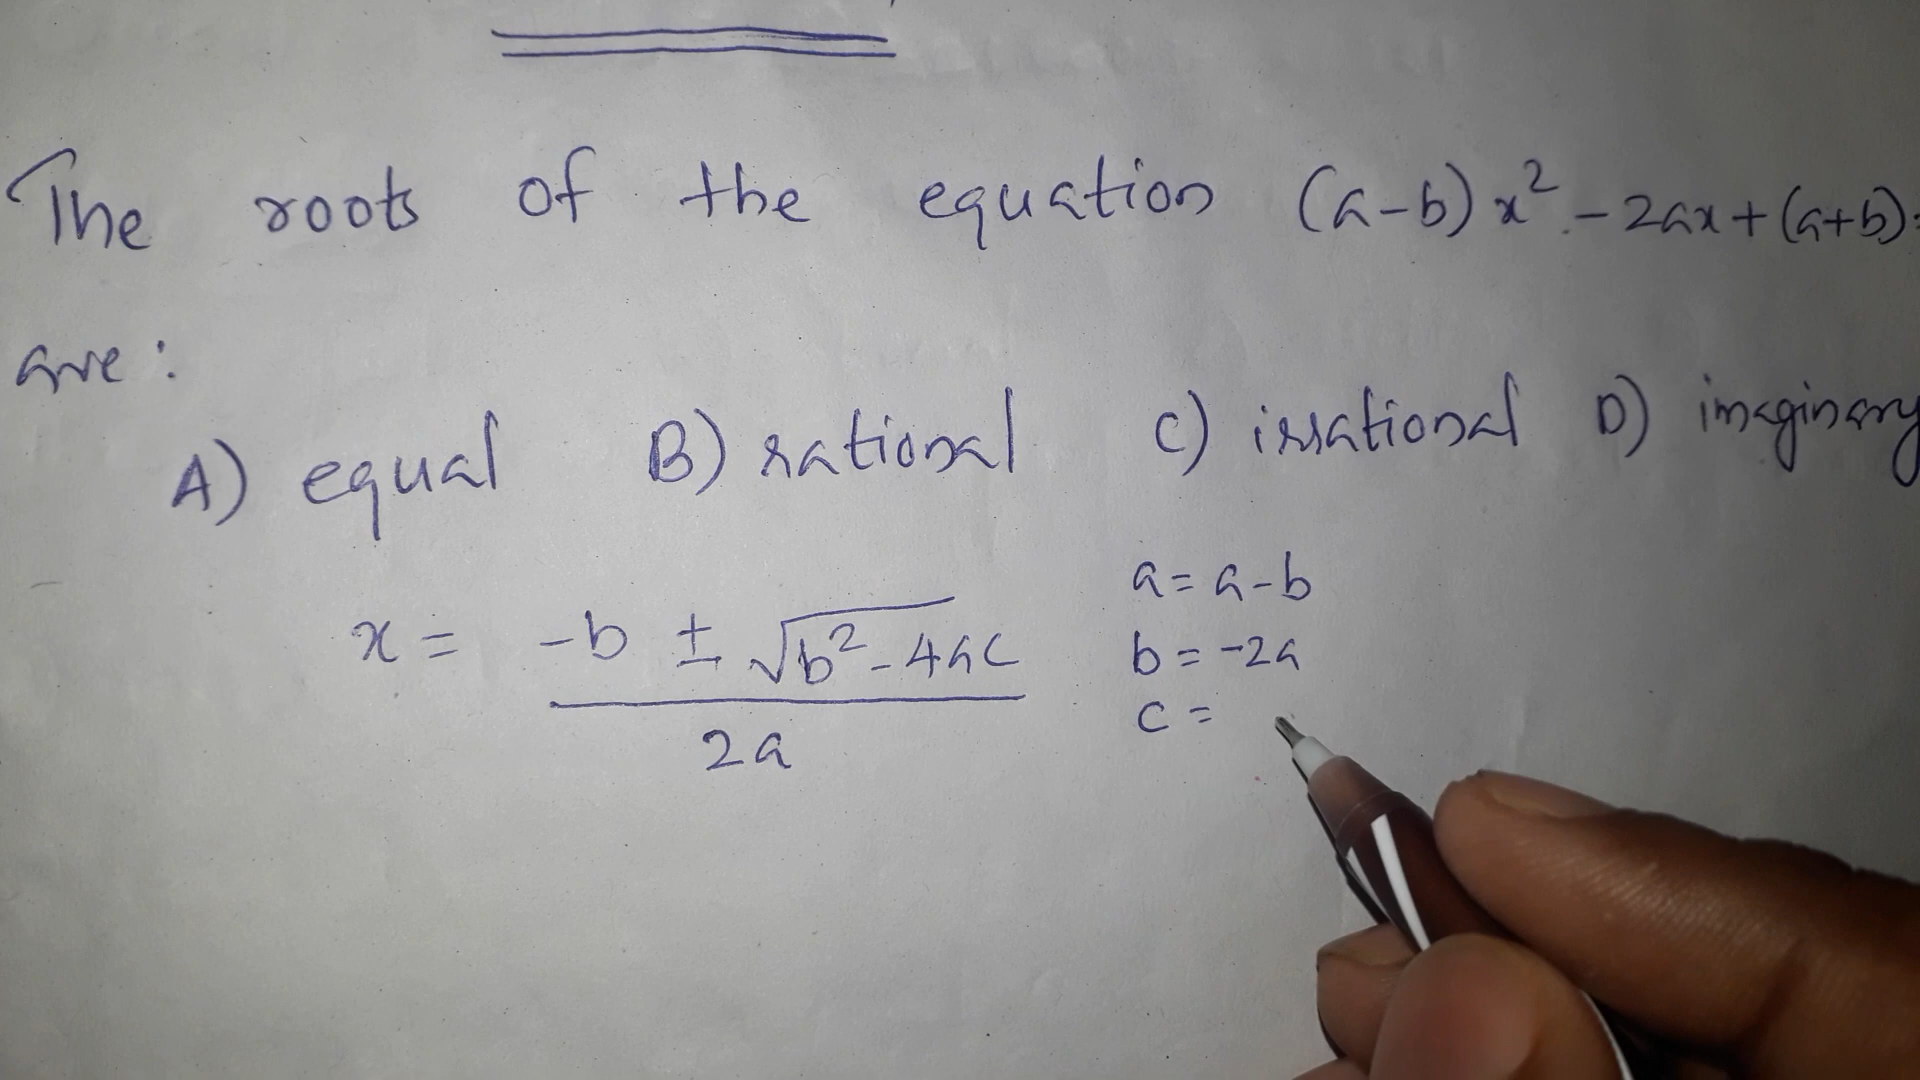 The roots of the equation (a-b)x² - 2ax + (a+b) =
are :
A) equal B) rational C) irrational D) imaginary
x = -b ± √b² - 4ac / 2a
a = a-b
b = -2a
c =